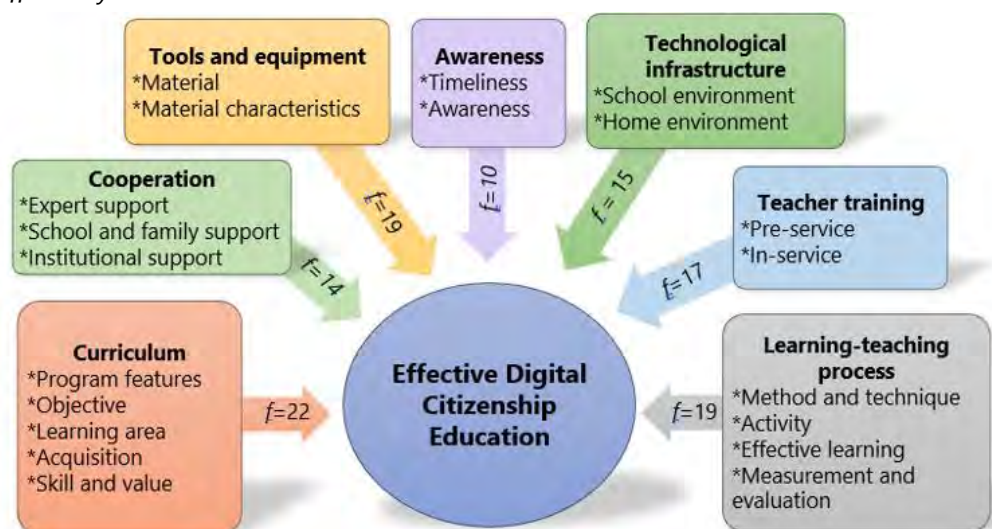 Tools and equipment
*Material
*Material characteristics
Awareness
*Timeliness
*Awareness
Technological
infrastructure
*School environment
*Home environment
Cooperation
*Expert support
*School and family support
*Institutional support
f=19
f=10
f= 15
Teacher training
*Pre-service
*In-service
f=14
f=17
Curriculum
*Program features
*Objective
*Learning area
*Acquisition
*Skill and value
f=22
Effective Digital
Citizenship
Education
f=19
Learning-teaching
process
*Method and technique
*Activity
*Effective learning
*Measurement and
evaluation